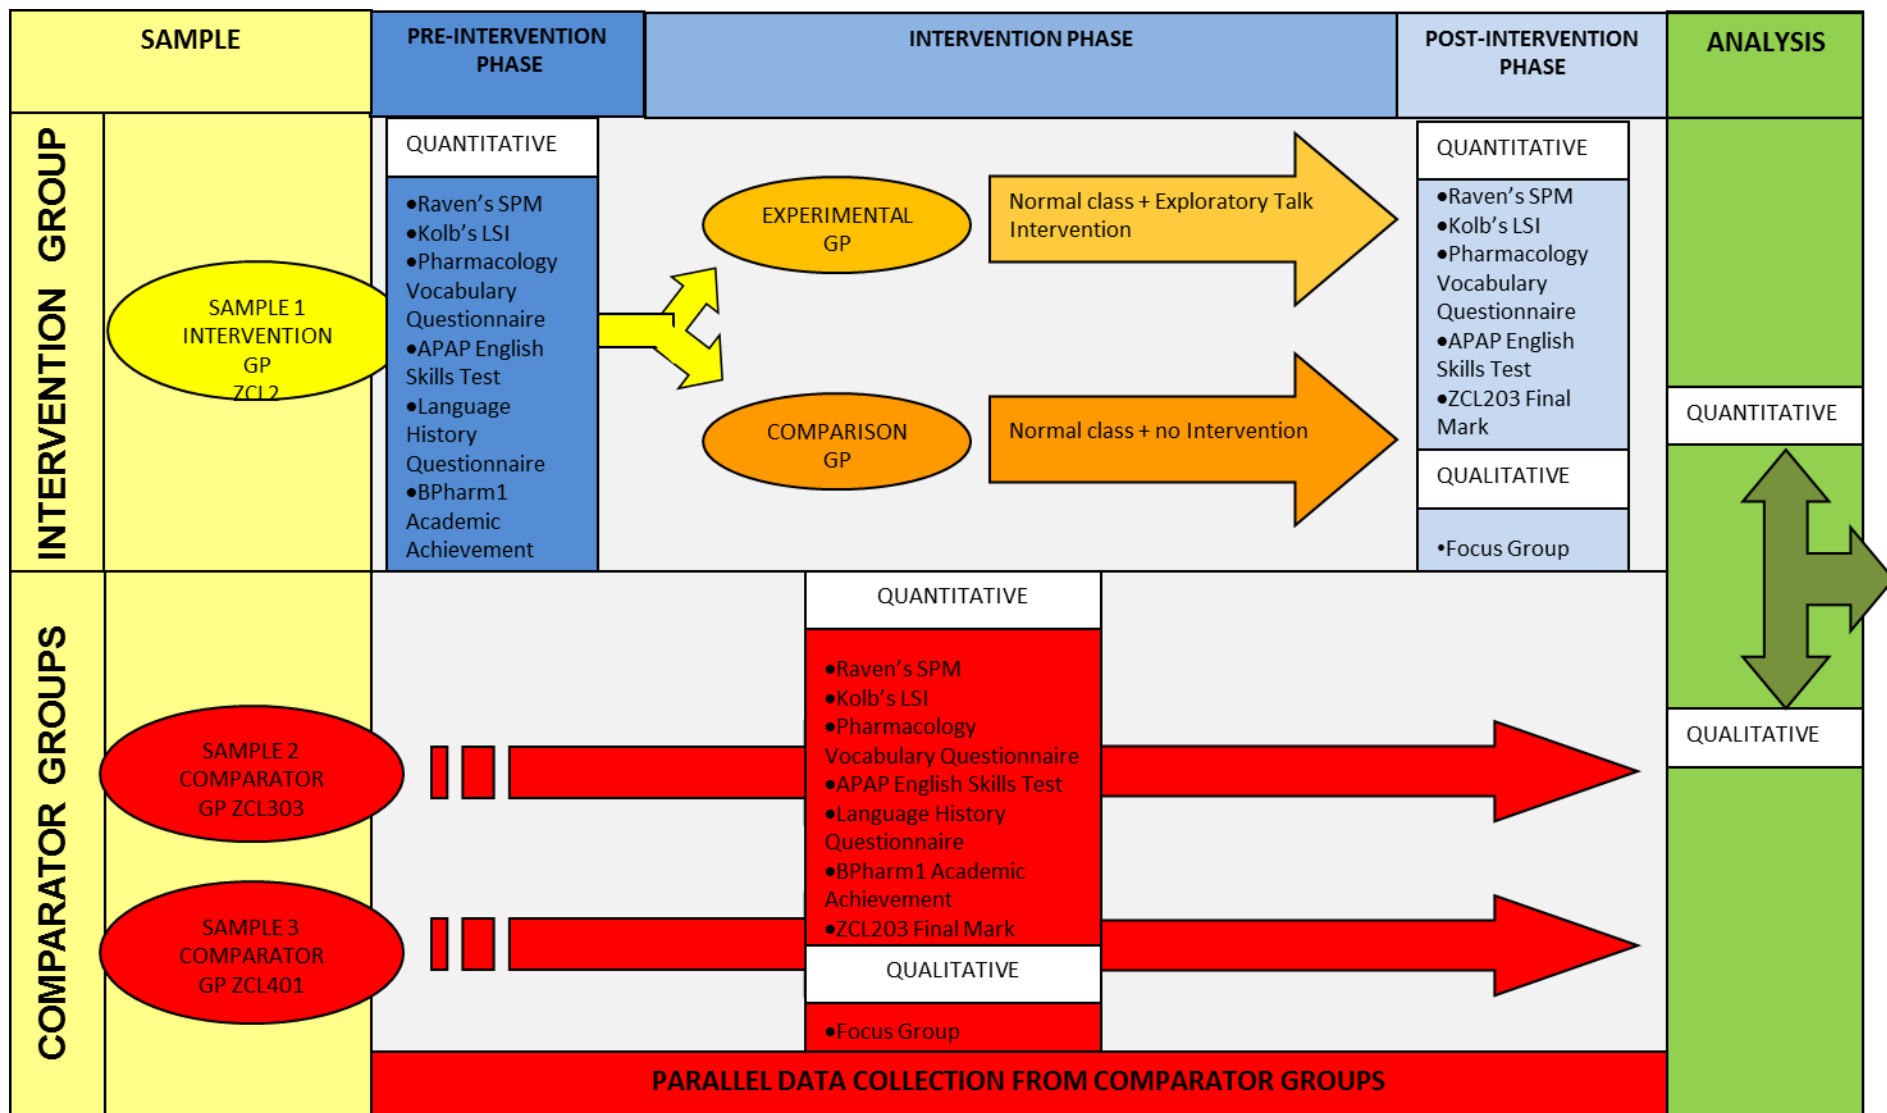 SAMPLE
PRE-INTERVENTION
PHASE
INTERVENTION PHASE
POST-INTERVENTION
PHASE
ANALYSIS
INTERVENTION GROUP
SAMPLE 1
INTERVENTION
GP
ZCL2
QUANTITATIVE
•Raven's SPM
•Kolb's LSI
•Pharmacology
Vocabulary
Questionnaire
•APAP English
Skills Test
•Language
History
Questionnaire
•BPharm1
Academic
Achievement
EXPERIMENTAL
GP
Normal class + Exploratory Talk
Intervention
COMPARISON
GP
Normal class + no Intervention
QUANTITATIVE
•Raven's SPM
•Kolb's LSI
•Pharmacology
Vocabulary
Questionnaire
•APAP English
Skills Test
•ZCL203 Final
Mark
QUALITATIVE
•Focus Group
QUANTITATIVE
QUALITATIVE
COMPARATOR GROUPS
SAMPLE 2
COMPARATOR
GP ZCL303
SAMPLE 3
COMPARATOR
GP ZCL401
QUANTITATIVE
•Raven's SPM
•Kolb's LSI
•Pharmacology
Vocabulary Questionnaire
•APAP English Skills Test
•Language History
Questionnaire
•BPharm1 Academic
Achievement
•ZCL203 Final Mark
QUALITATIVE
•Focus Group
PARALLEL DATA COLLECTION FROM COMPARATOR GROUPS